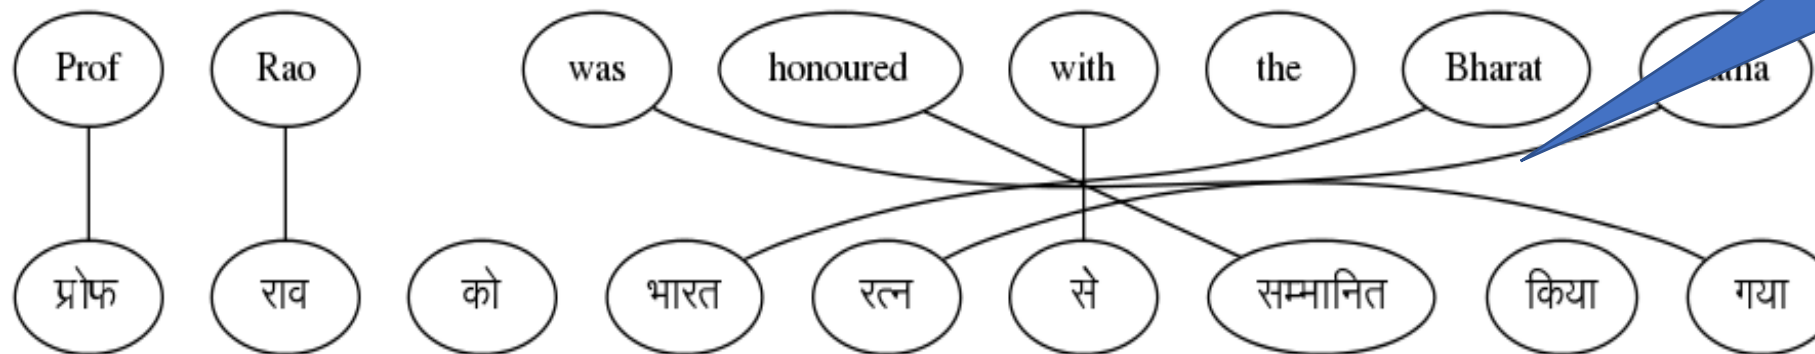 Prof Rao was honoured with the Bharat
प्रोफ राव को भारत रत्न से सम्मानित किया गया